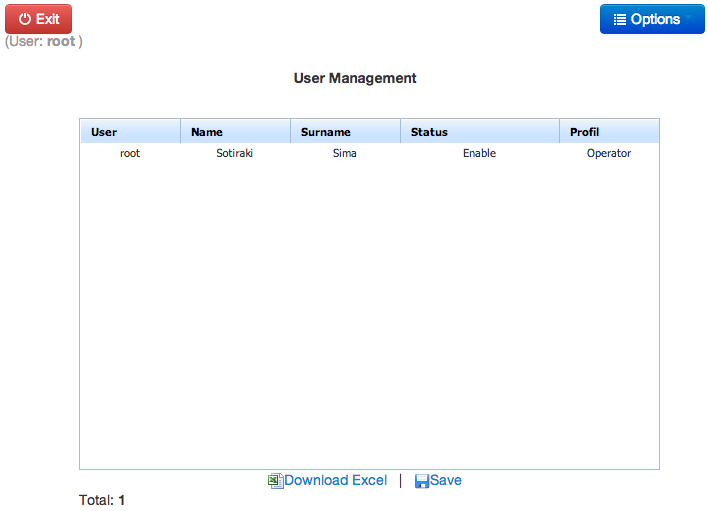 Exit
Options
(User: root )
User Management
User Name Surname Status Profil
root Sotiraki Sima Enable Operator
Download Excel | Save
Total: 1